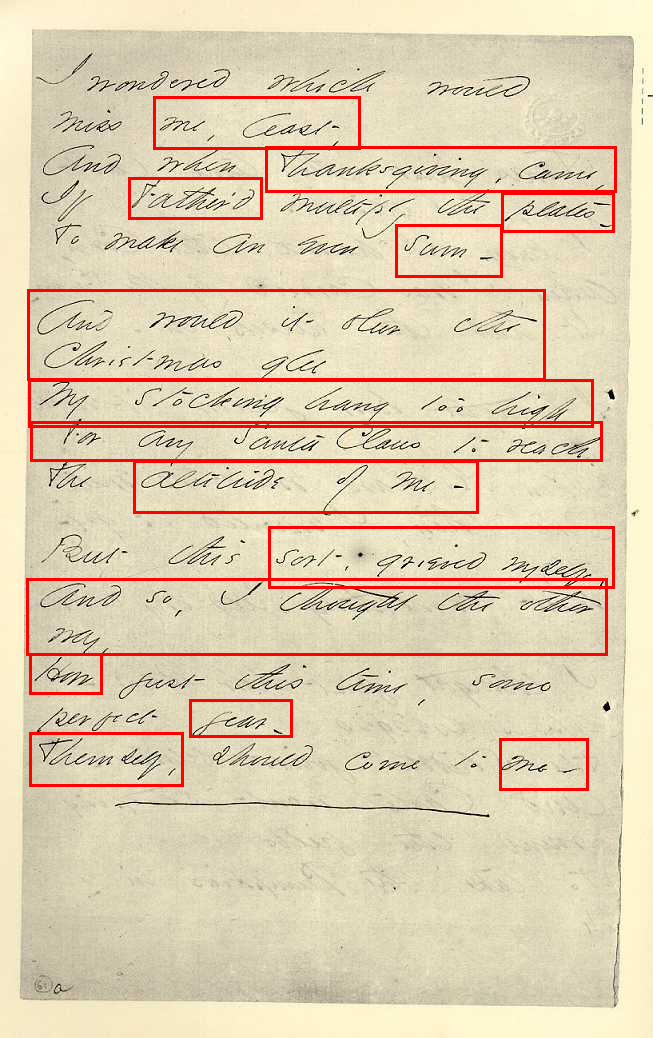 I wondered which would
miss me, least,
And when Thanksgiving, came,
If Father'd multiply the plates –
To make an even Sum –
And would it blur the
Christmas glee
My Stocking hang too high
For any Santa Claus to reach
The altitude of me –
But this sort, grieved myself,
And so, I thought the other
way,
How just this time, some
perfect year –
Themself, should come to me –
61 a